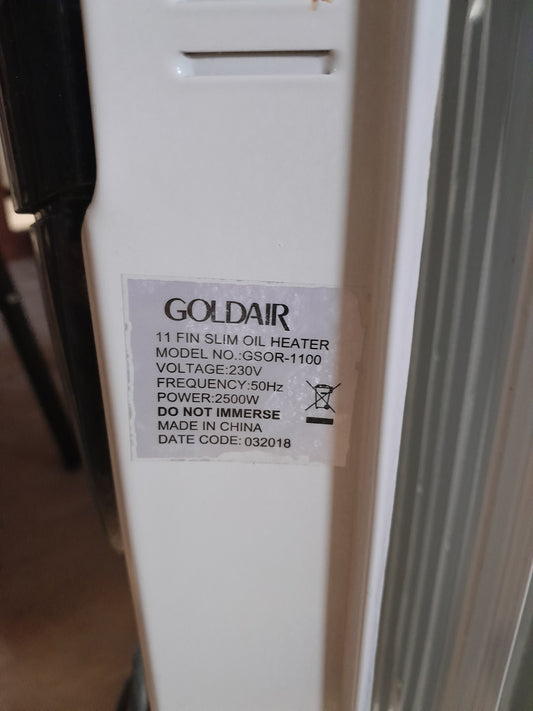 GOLDAIR
11 FIN SLIM OIL HEATER
MODEL NO.:GSOR-1100
VOLTAGE:230V
FREQUENCY:50Hz
POWER:2500W
DO NOT IMMERSE
MADE IN CHINA
DATE CODE: 032018